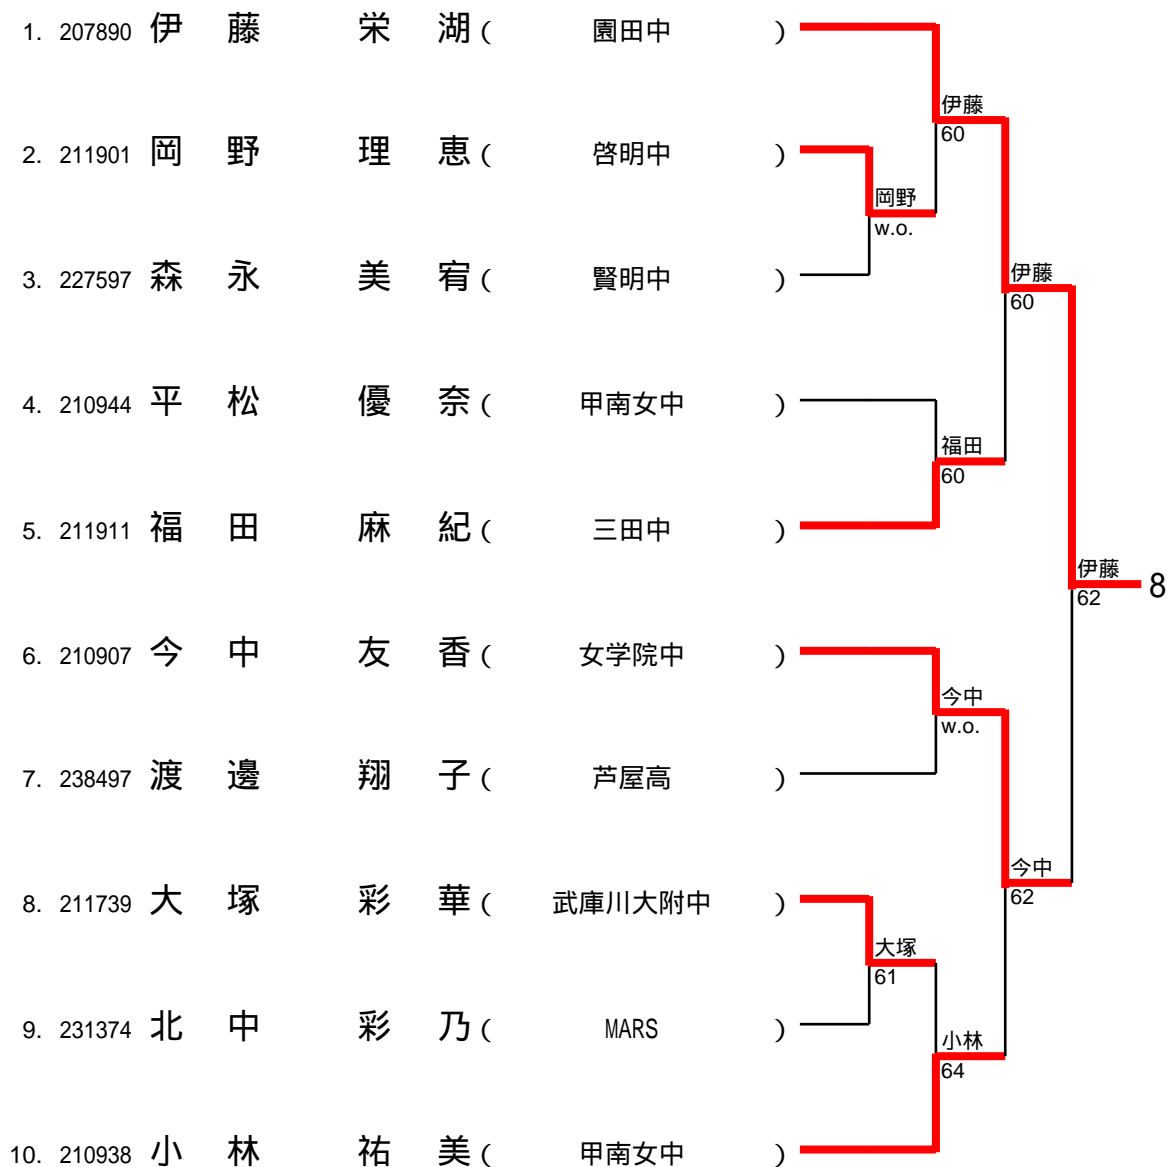 1. 207890 伊藤 栄湖 ( 園田中 )
伊藤
60
2. 211901 岡野 理恵 ( 啓明中 )
岡野
w.o.
3. 227597 森永 美宥 ( 賢明中 )
伊藤
60
4. 210944 平松 優奈 ( 甲南女中 )
福田
60
5. 211911 福田 麻紀 ( 三田中 )
伊藤
62
8
6. 210907 今中 友香 ( 女学院中 )
今中
w.o.
7. 238497 渡邊 翔子 ( 芦屋高 )
今中
62
8. 211739 大塚 彩華 ( 武庫川大附中 )
大塚
61
9. 231374 北中 彩乃 ( MARS )
小林
64
10. 210938 小林 祐美 ( 甲南女中 )